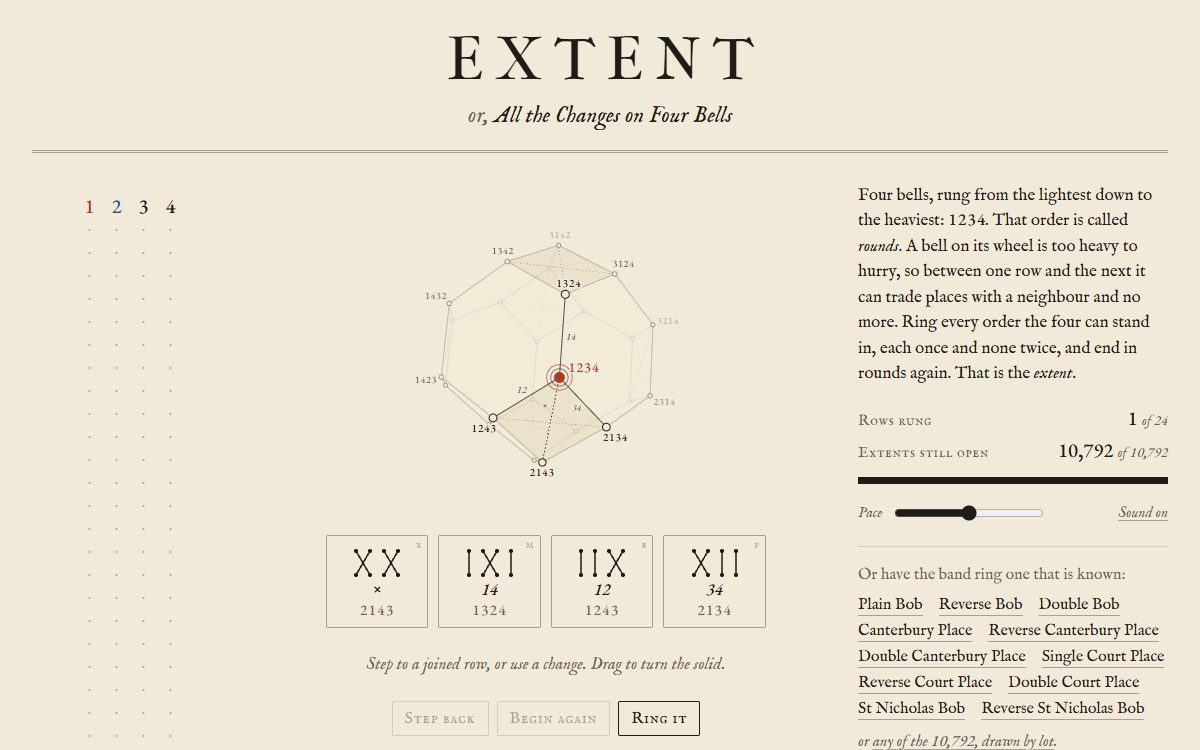 EXTENT
or, All the Changes on Four Bells
1 2 3 4
3142
1342
3124
1324
1432
3214
14
1234
1423
12
×
34
2314
1243
2134
2143
X
×
2143
M
14
1324
B
12
1243
F
34
2134
Step to a joined row, or use a change. Drag to turn the solid.
Step back
Begin again
Ring it
Four bells, rung from the lightest down to
the heaviest: 1234. That order is called
rounds. A bell on its wheel is too heavy to
hurry, so between one row and the next it
can trade places with a neighbour and no
more. Ring every order the four can stand
in, each once and none twice, and end in
rounds again. That is the extent.
Rows rung 1 of 24
Extents still open 10,792 of 10,792
Pace Sound on
Or have the band ring one that is known:
Plain Bob Reverse Bob Double Bob
Canterbury Place Reverse Canterbury Place
Double Canterbury Place Single Court Place
Reverse Court Place Double Court Place
St Nicholas Bob Reverse St Nicholas Bob
or any of the 10,792, drawn by lot.